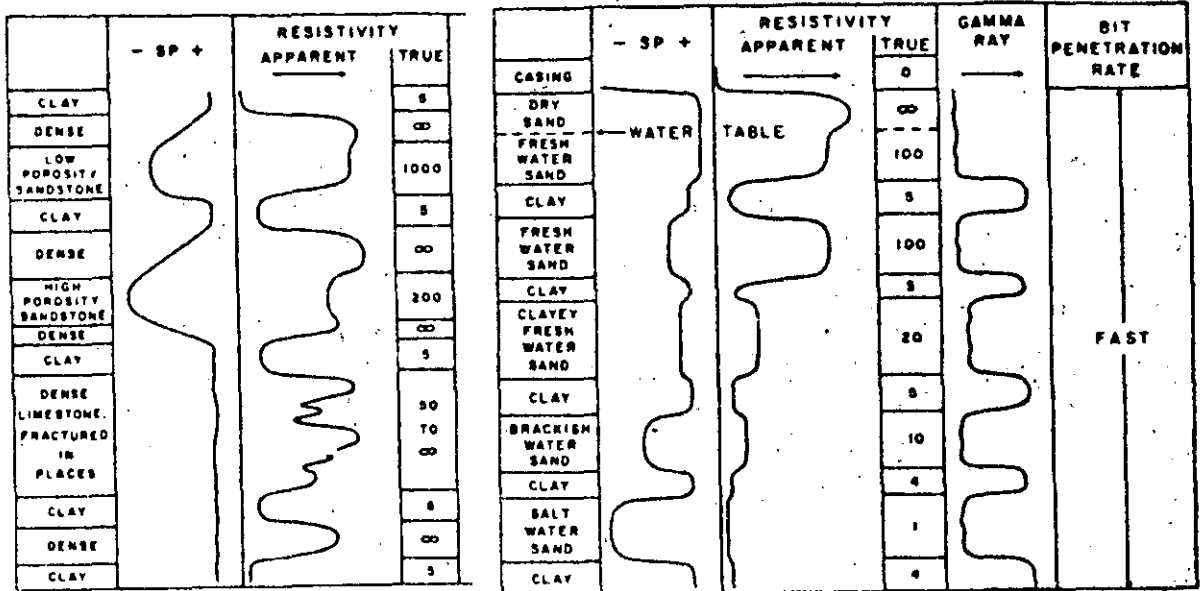 - SP +
RESISTIVITY
APPARENT
TRUE
CLAY
5
DENSE
∞
LOW
POROSITY
SANDSTONE
1000
CLAY
5
DENSE
∞
HIGH
POROSITY
SANDSTONE
200
DENSE
∞
CLAY
5
DENSE
LIMESTONE,
FRACTURED
IN
PLACES
50
TO
∞
CLAY
DENSE
∞
CLAY
5
- SP +
RESISTIVITY
APPARENT
TRUE
GAMMA
RAY
BIT
PENETRATION
RATE
CASING
0
DRY
SAND
∞
WATER TABLE
FRESH
WATER
SAND
100
CLAY
5
FRESH
WATER
SAND
100
CLAY
CLAYEY
FRESH
WATER
SAND
20
FAST
CLAY
5
BRACKISH
WATER
SAND
10
CLAY
4
SALT
WATER
SAND
1
CLAY
4